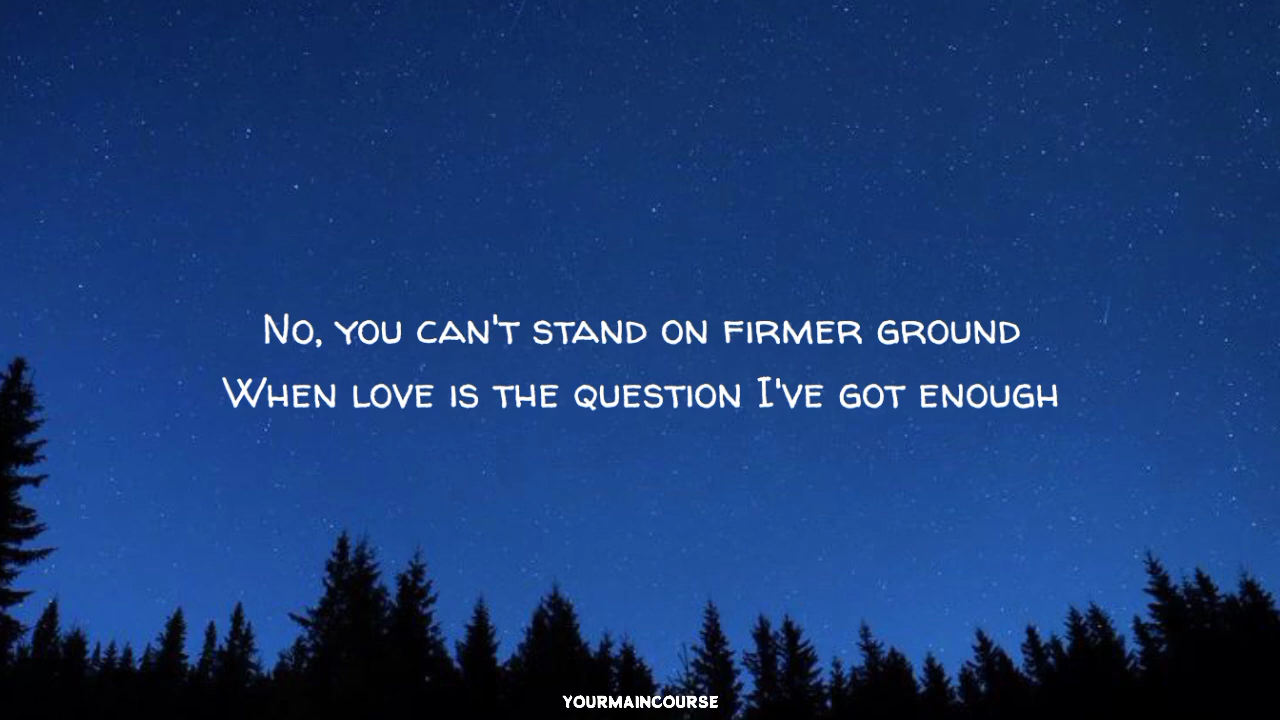 No, you can't stand on firmer ground
When love is the question I've got enough
YOURMAINCOURSE